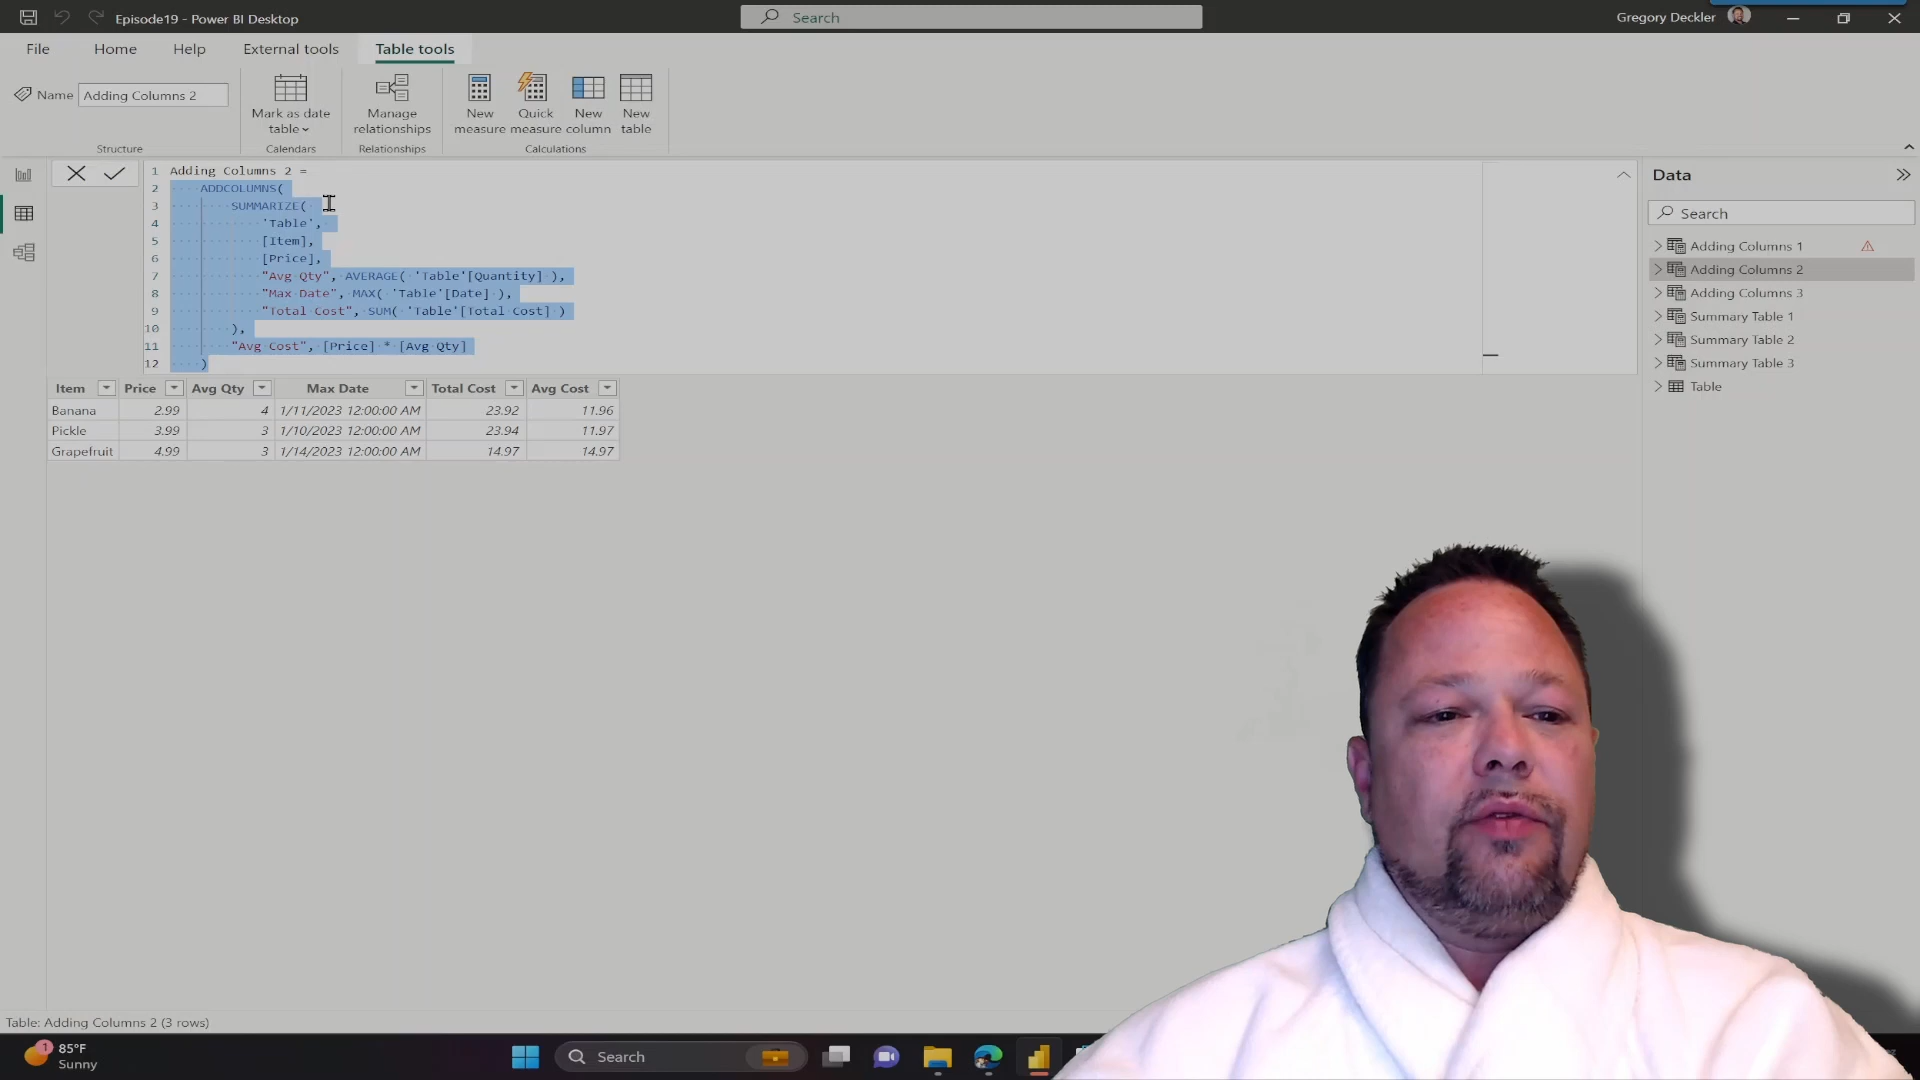 Episode19 - Power BI Desktop
Search
Gregory Deckler
File
Home
Help
External tools
Table tools
Name
Adding Columns 2
Mark as date
table
Manage
relationships
New
measure
Quick
measure
New
column
New
table
Structure
Calendars
Relationships
Calculations
1 Adding Columns 2 =
2 ADDCOLUMNS(
3 SUMMARIZE(
4 'Table',
5 [Item],
6 [Price],
7 "Avg Qty", AVERAGE( 'Table'[Quantity] ),
8 "Max Date", MAX( 'Table'[Date] ),
9 "Total Cost", SUM( 'Table'[Total Cost] )
10 ),
11 "Avg Cost", [Price] * [Avg Qty]
12 )
Item Price Avg Qty Max Date Total Cost Avg Cost
Banana 2.99 4 1/11/2023 12:00:00 AM 23.92 11.96
Pickle 3.99 3 1/10/2023 12:00:00 AM 23.94 11.97
Grapefruit 4.99 3 1/14/2023 12:00:00 AM 14.97 14.97
Data
Search
Adding Columns 1
Adding Columns 2
Adding Columns 3
Summary Table 1
Summary Table 2
Summary Table 3
Table
Table: Adding Columns 2 (3 rows)
1
85°F
Sunny
Search